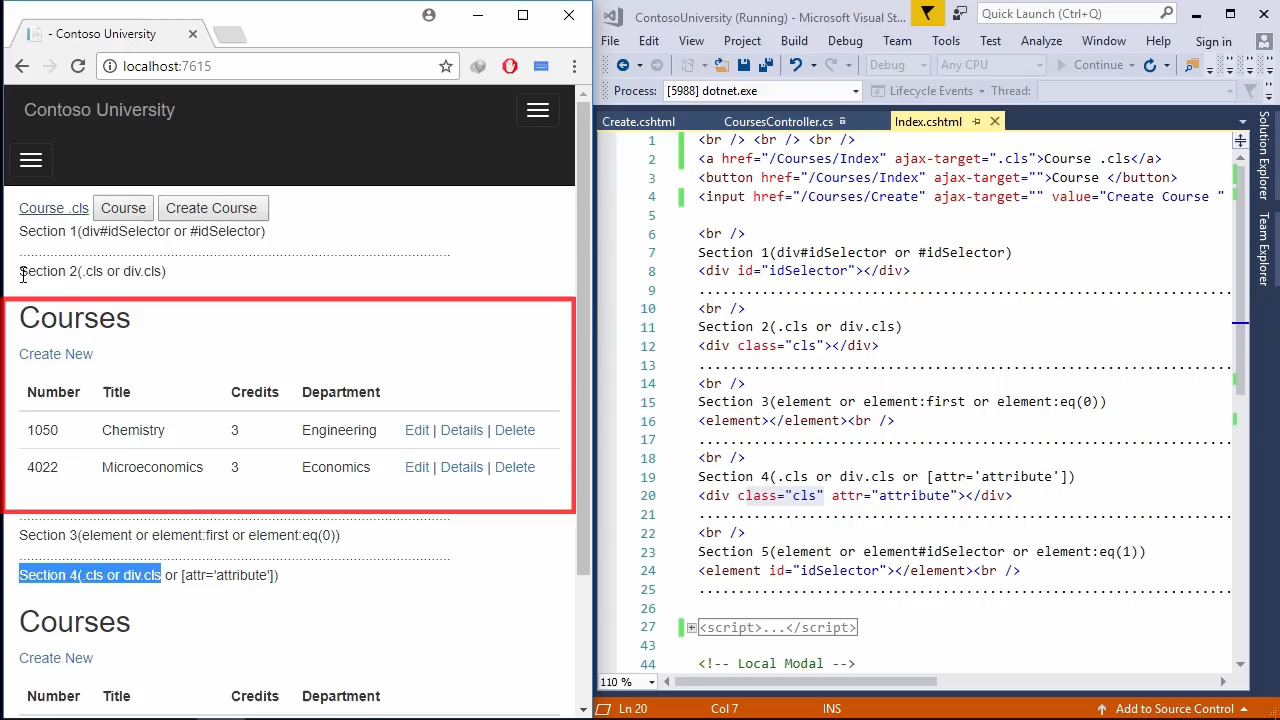 - Contoso University
localhost:7615
Contoso University
Course .cls Course Create Course
Section 1(div#idSelector or #idSelector)
Section 2(.cls or div.cls)
Courses
Create New
Number Title Credits Department
1050 Chemistry 3 Engineering Edit | Details | Delete
4022 Microeconomics 3 Economics Edit | Details | Delete
Section 3(element or element:first or element:eq(0))
Section 4(.cls or div.cls or [attr='attribute'])
Courses
Create New
Number Title Credits Department
ContosoUniversity (Running) - Microsoft Visual St...
Quick Launch (Ctrl+Q)
File Edit View Project Build Debug Team Tools Test Analyze Window Help Sign in
Debug Any CPU Continue
Process: [5988] dotnet.exe Lifecycle Events Thread:
Create.cshtml CoursesController.cs Index.cshtml
1 <br /> <br /> <br />
2 <a href="/Courses/Index" ajax-target=".cls">Course .cls</a>
3 <button href="/Courses/Index" ajax-target="">Course </button>
4 <input href="/Courses/Create" ajax-target="" value="Create Course "
5
6 <br />
7 Section 1(div#idSelector or #idSelector)
8 <div id="idSelector"></div>
9 ......................................................................
10 <br />
11 Section 2(.cls or div.cls)
12 <div class="cls"></div>
13 ......................................................................
14 <br />
15 Section 3(element or element:first or element:eq(0))
16 <element></element><br />
17 ......................................................................
18 <br />
19 Section 4(.cls or div.cls or [attr='attribute'])
20 <div class="cls" attr="attribute"></div>
21 ......................................................................
22 <br />
23 Section 5(element or element#idSelector or element:eq(1))
24 <element id="idSelector"></element><br />
25 ......................................................................
26
27 <script>...</script>
43
44 <!-- Local Modal -->
110 %
Ln 20 Col 7 INS Add to Source Control
Solution Explorer
Team Explorer